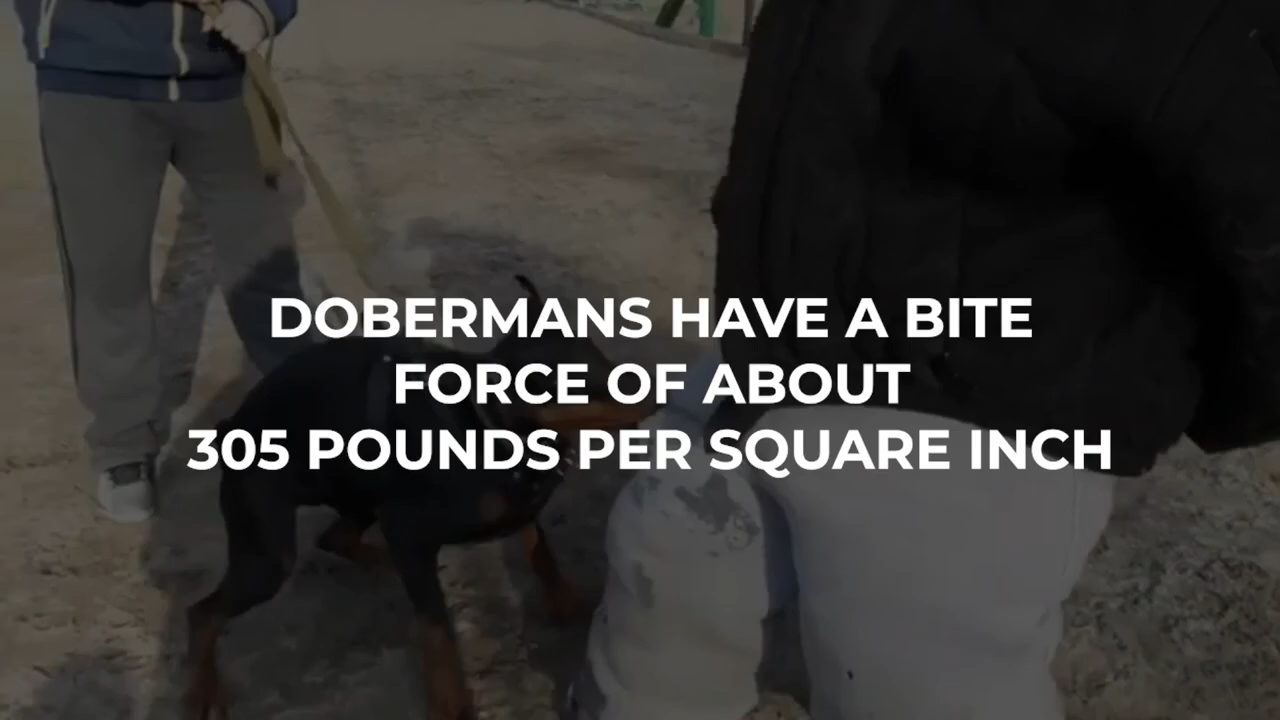 DOBERMANS HAVE A BITE
FORCE OF ABOUT
305 POUNDS PER SQUARE INCH